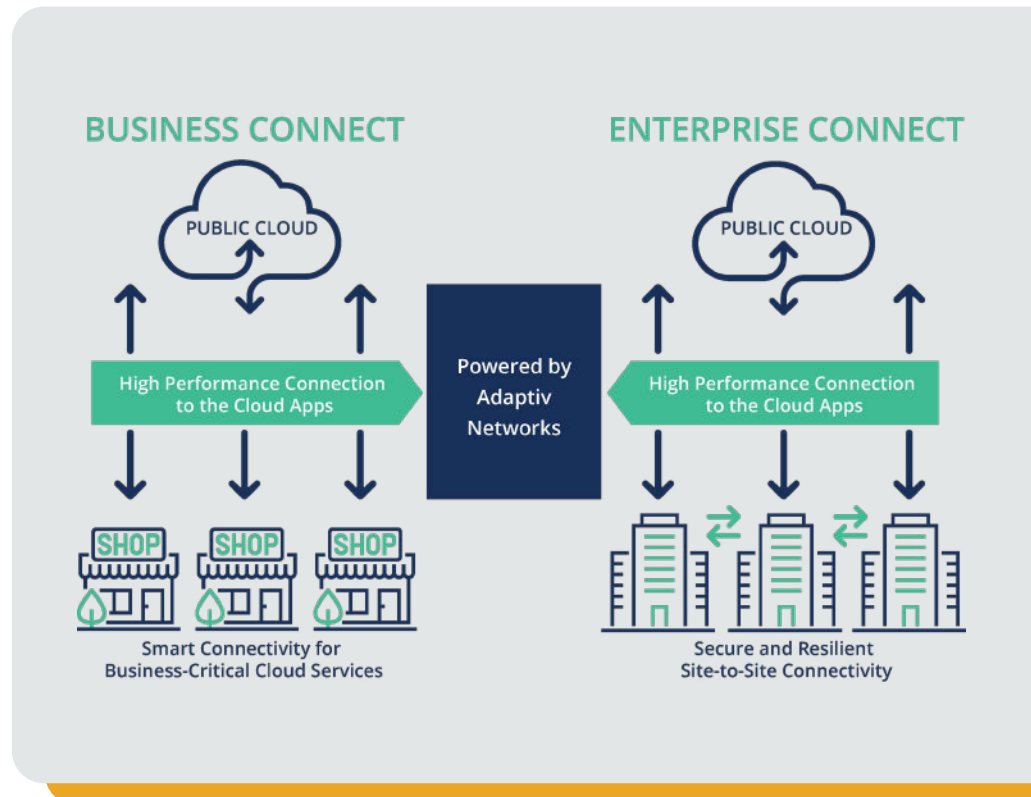 BUSINESS CONNECT
PUBLIC CLOUD
High Performance Connection
to the Cloud Apps
SHOP
SHOP
SHOP
Smart Connectivity for
Business-Critical Cloud Services
Powered by
Adaptiv
Networks
ENTERPRISE CONNECT
PUBLIC CLOUD
High Performance Connection
to the Cloud Apps
Secure and Resilient
Site-to-Site Connectivity